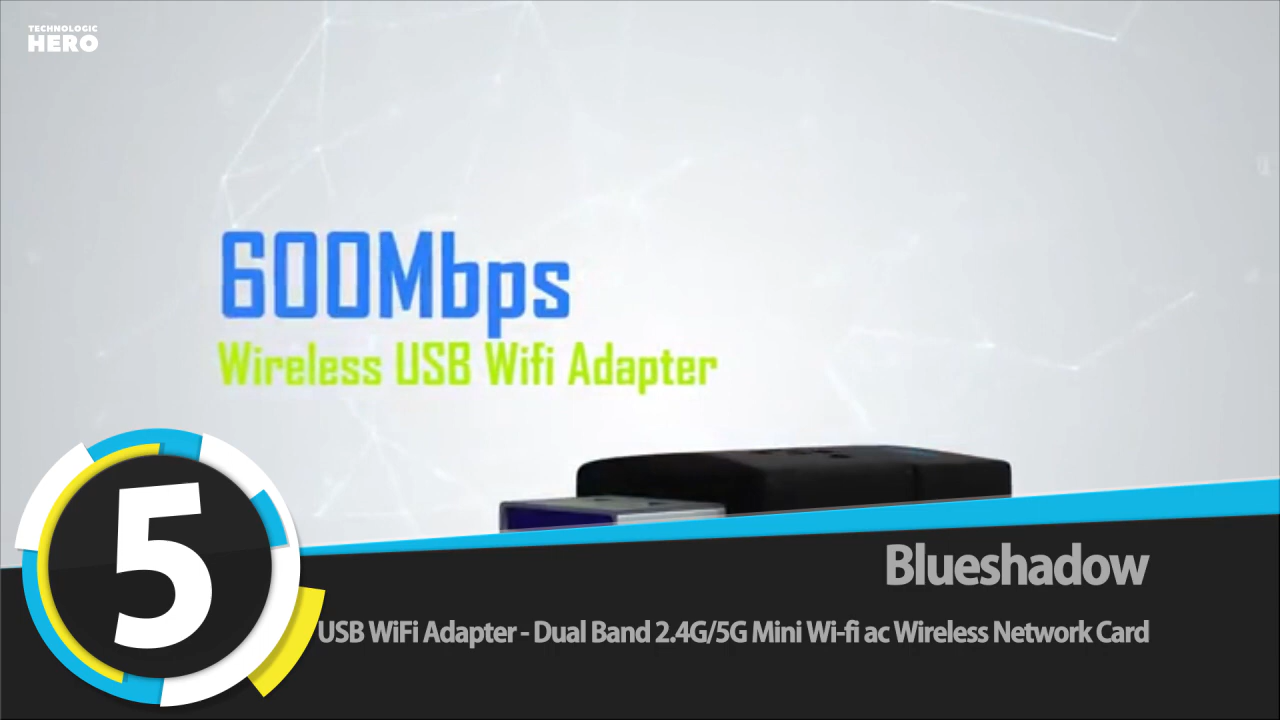 TECHNOLOGIC
HERO
600Mbps
Wireless USB Wifi Adapter
5
Blueshadow
USB WiFi Adapter - Dual Band 2.4G/5G Mini Wi-fi ac Wireless Network Card